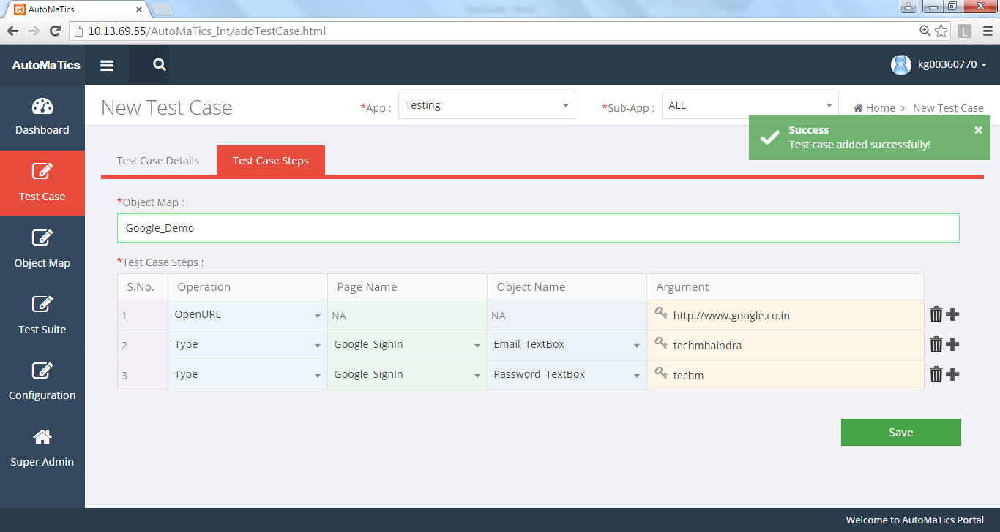 AutoMaTics
10.13.69.55/AutoMaTics_Int/addTestCase.html
L
AutoMaTics
kg00360770
New Test Case
*App :
Testing
*Sub-App :
ALL
Home > New Test Case
Success
Test case added successfully!
Dashboard
Test Case
Object Map
Test Suite
Configuration
Super Admin
Test Case Details
Test Case Steps
*Object Map :
Google_Demo
*Test Case Steps :
S.No. Operation Page Name Object Name Argument
1 OpenURL NA NA http://www.google.co.in
2 Type Google_SignIn Email_TextBox techmhaindra
3 Type Google_SignIn Password_TextBox techm
Save
Welcome to AutoMaTics Portal